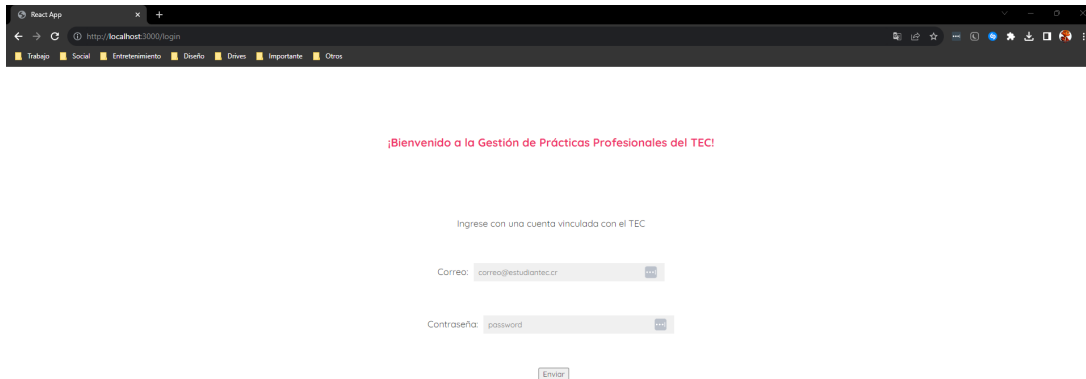 React App
http://localhost:3000/login
Trabajo Social Entretenimiento Diseño Drives Importante Otros
¡Bienvenido a la Gestión de Prácticas Profesionales del TEC!
Ingrese con una cuenta vinculada con el TEC
Correo: correo@estudiantec.cr
Contraseña: password
Enviar